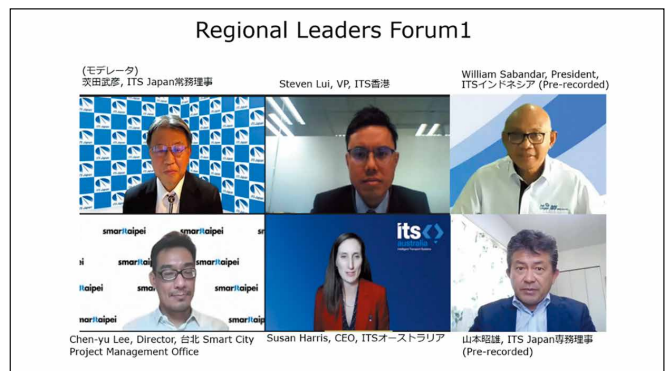 Regional Leaders Forum1
(モデレータ)
茨田武彦, ITS Japan常務理事
Steven Lui, VP, ITS香港
William Sabandar, President,
ITSインドネシア (Pre-recorded)
its
australia
Intelligent Transport Systems
smarTaipei
Chen-yu Lee, Director, 台北 Smart City
Project Management Office
Susan Harris, CEO, ITSオーストラリア
山本昭雄, ITS Japan専務理事
(Pre-recorded)